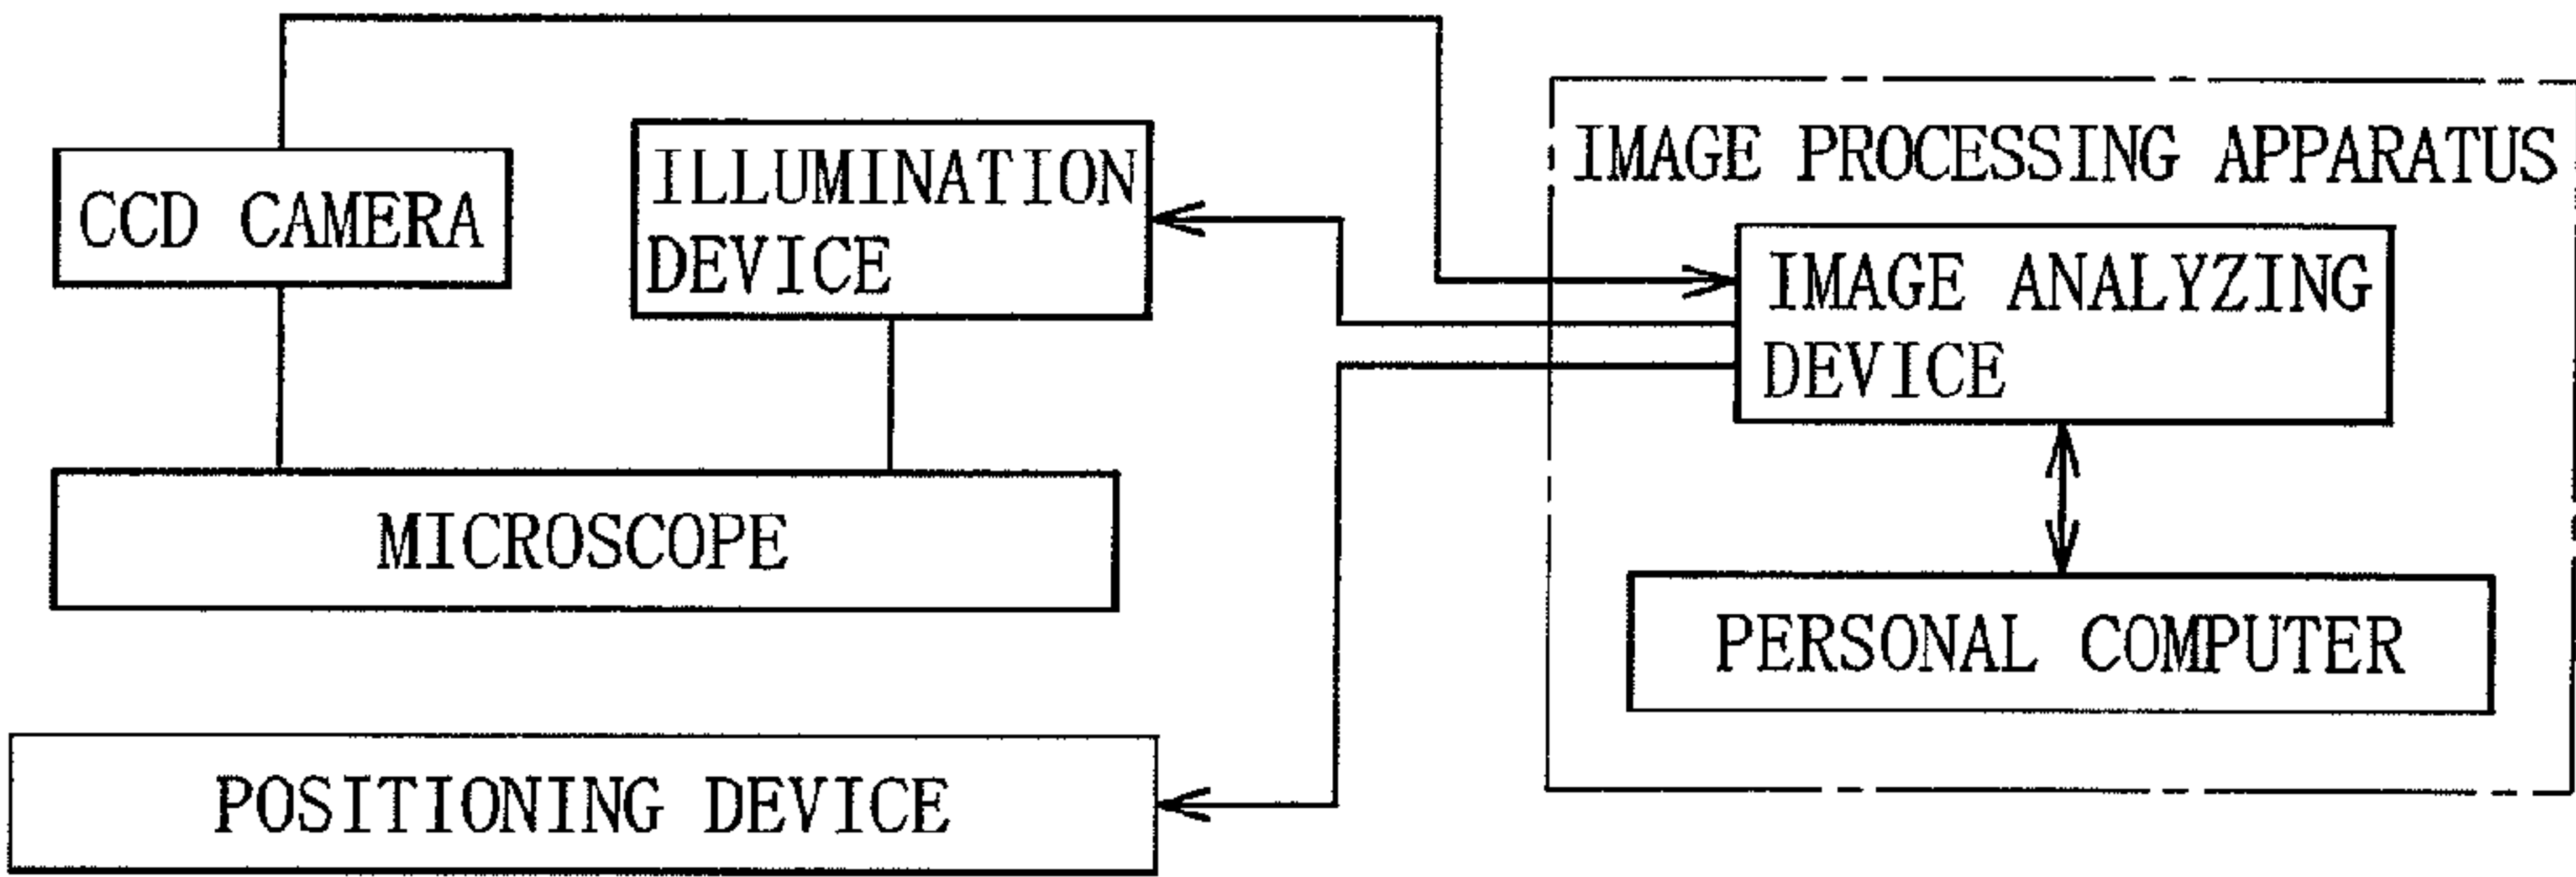 CCD CAMERA
ILLUMINATION
DEVICE
MICROSCOPE
POSITIONING DEVICE
IMAGE PROCESSING APPARATUS
IMAGE ANALYZING
DEVICE
PERSONAL COMPUTER